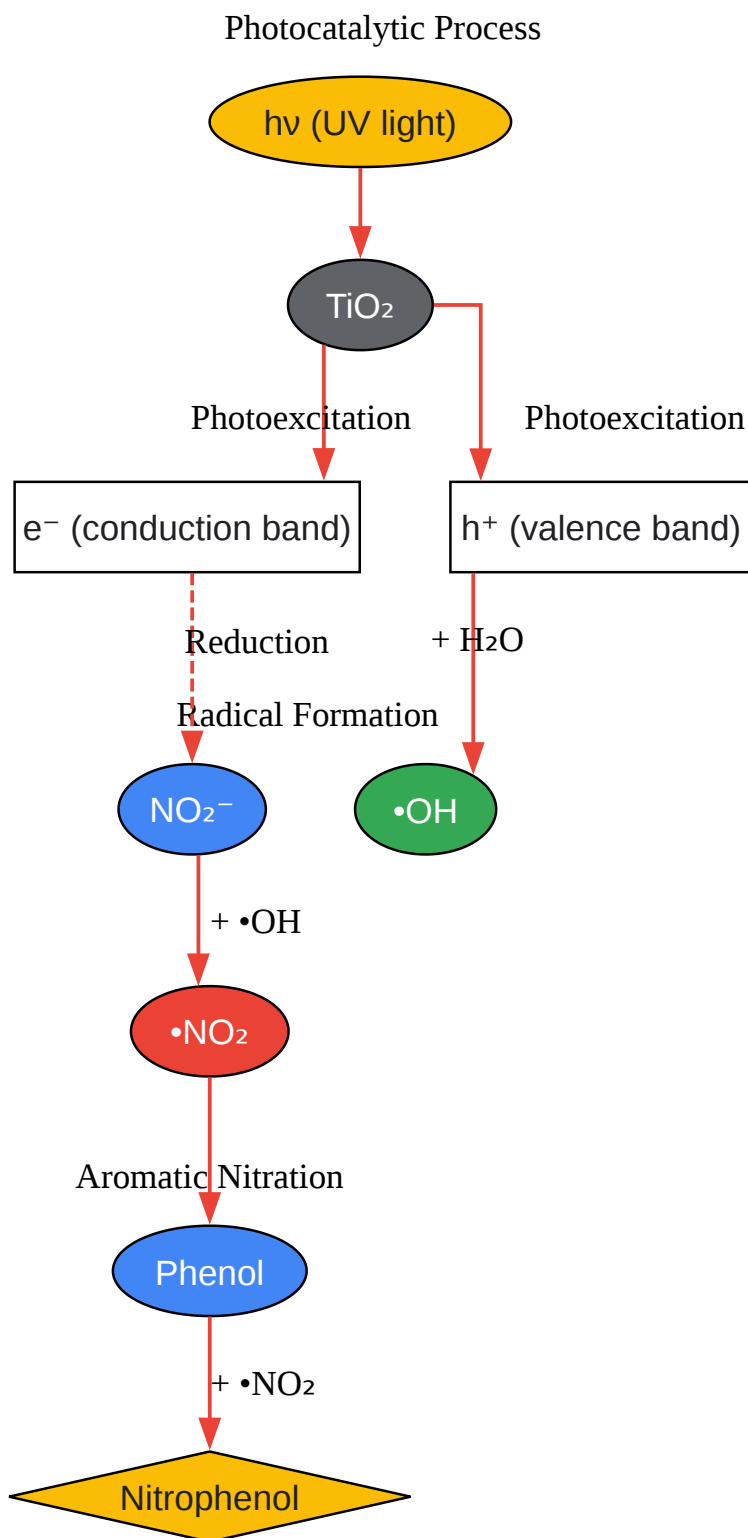 Photocatalytic Process
hν (UV light)
TiO₂
Photoexcitation
Photoexcitation
e⁻ (conduction band)
h⁺ (valence band)
Reduction
+ H₂O
Radical Formation
NO₂⁻
•OH
+ •OH
•NO₂
Aromatic Nitration
Phenol
+ •NO₂
Nitrophenol